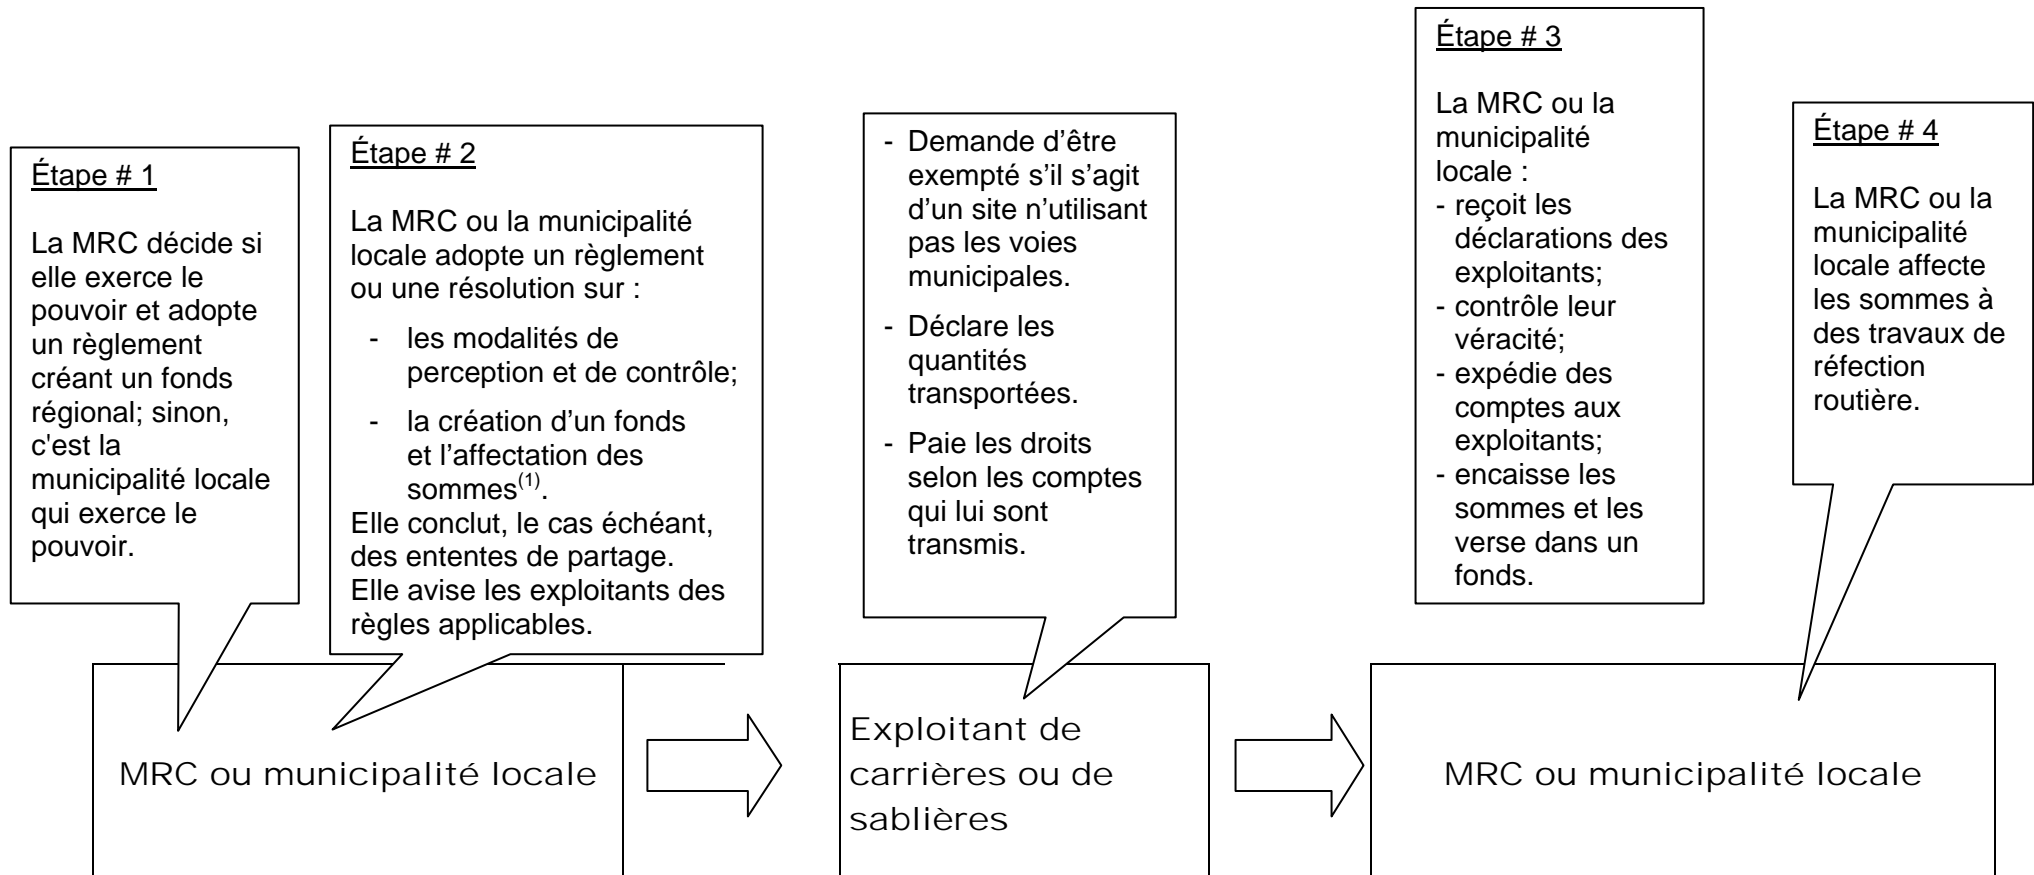 Étape # 1
La MRC décide si
elle exerce le
pouvoir et adopte
un règlement
créant un fonds
régional; sinon,
c'est la
municipalité locale
qui exerce le
pouvoir.
Étape # 2
La MRC ou la municipalité
locale adopte un règlement
ou une résolution sur :
- les modalités de
perception et de contrôle;
- la création d’un fonds
et l’affectation des
sommes(1).
Elle conclut, le cas échéant,
des ententes de partage.
Elle avise les exploitants des
règles applicables.
- Demande d’être
exempté s’il s’agit
d’un site n’utilisant
pas les voies
municipales.
- Déclare les
quantités
transportées.
- Paie les droits
selon les comptes
qui lui sont
transmis.
Étape # 3
La MRC ou la
municipalité
locale :
- reçoit les
déclarations des
exploitants;
- contrôle leur
véracité;
- expédie des
comptes aux
exploitants;
- encaisse les
sommes et les
verse dans un
fonds.
Étape # 4
La MRC ou la
municipalité
locale affecte
les sommes à
des travaux de
réfection
routière.
MRC ou municipalité locale
Exploitant de
carrières ou de
sablières
MRC ou municipalité locale